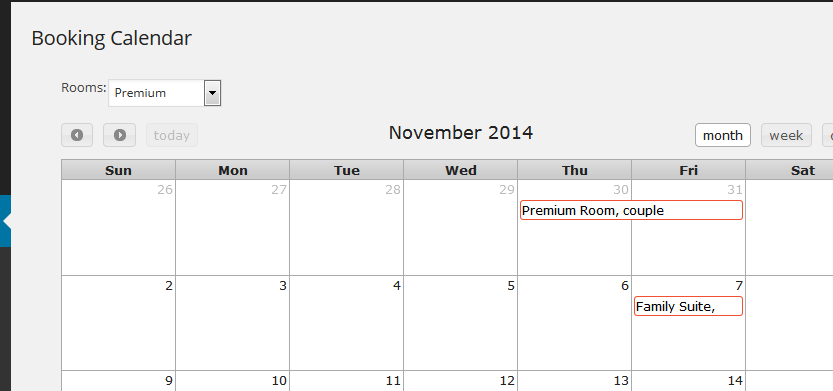 Booking Calendar
Rooms: Premium
today November 2014 month week
Sun Mon Tue Wed Thu Fri Sat
26 27 28 29 30 31
Premium Room, couple
2 3 4 5 6 7
Family Suite,
9 10 11 12 13 14